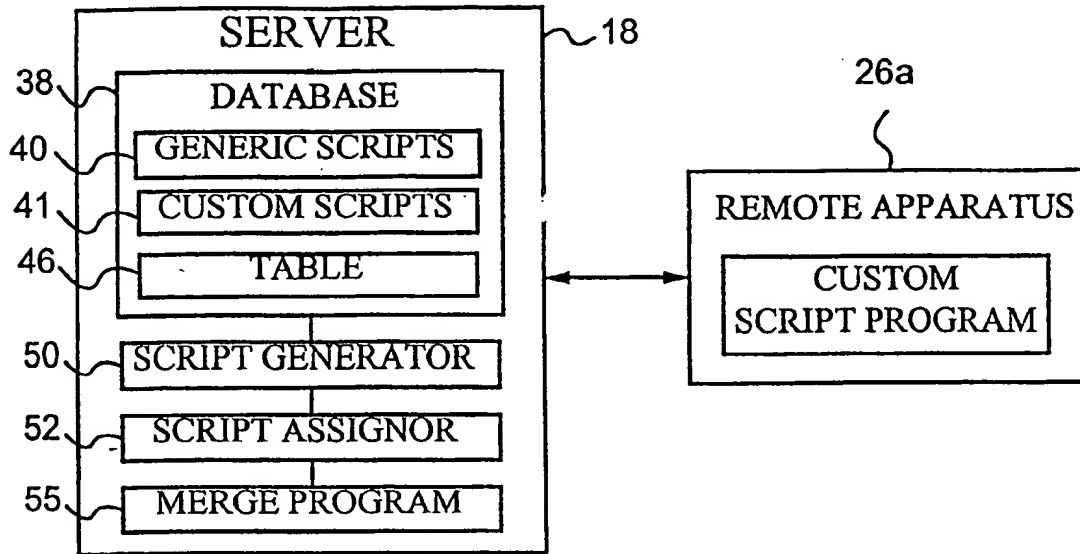 SERVER
18
38
DATABASE
40
GENERIC SCRIPTS
41
CUSTOM SCRIPTS
46
TABLE
50
SCRIPT GENERATOR
52
SCRIPT ASSIGNOR
55
MERGE PROGRAM
26a
REMOTE APPARATUS
CUSTOM
SCRIPT PROGRAM